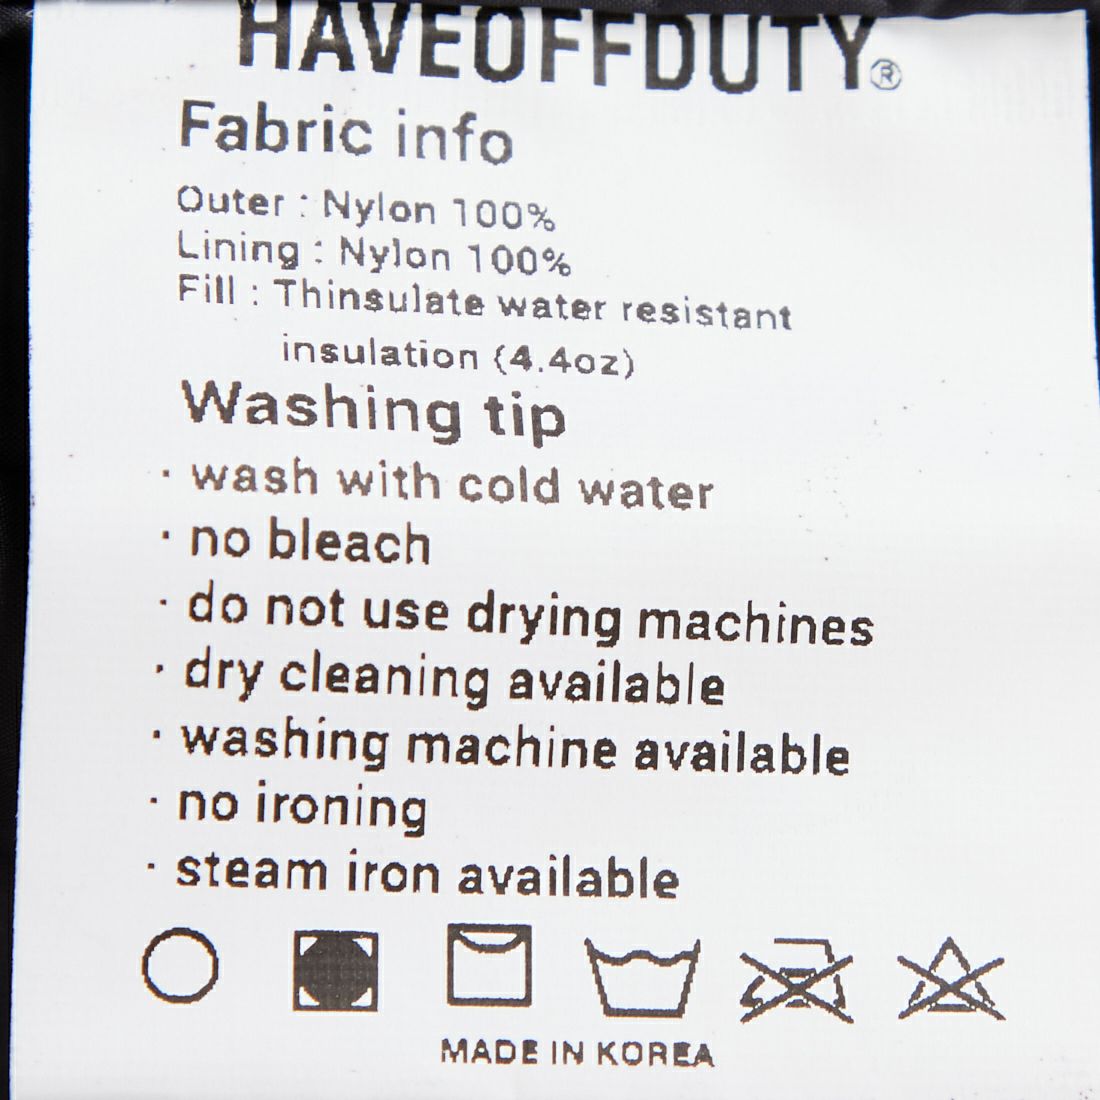 HAVEOFFDUTY®
Fabric info
Outer : Nylon 100%
Lining : Nylon 100%
Fill : Thinsulate water resistant
insulation (4.4oz)
Washing tip
· wash with cold water
· no bleach
· do not use drying machines
· dry cleaning available
· washing machine available
· no ironing
· steam iron available
MADE IN KOREA